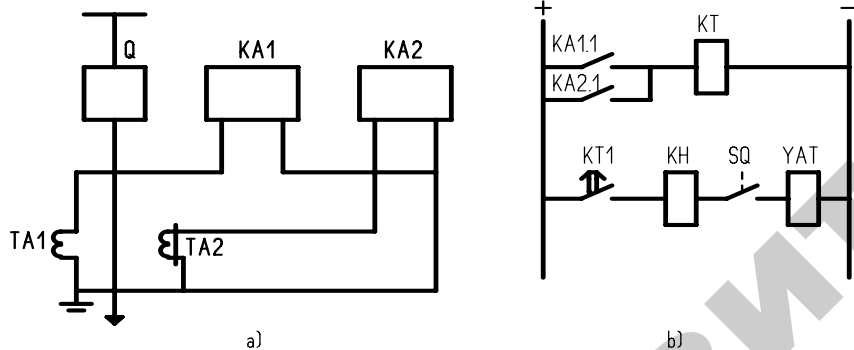 Q KA1 KA2
TA1 TA2
a)
+ −
KA1.1 KT
KA2.1
KT1 KH SQ YAT
b)